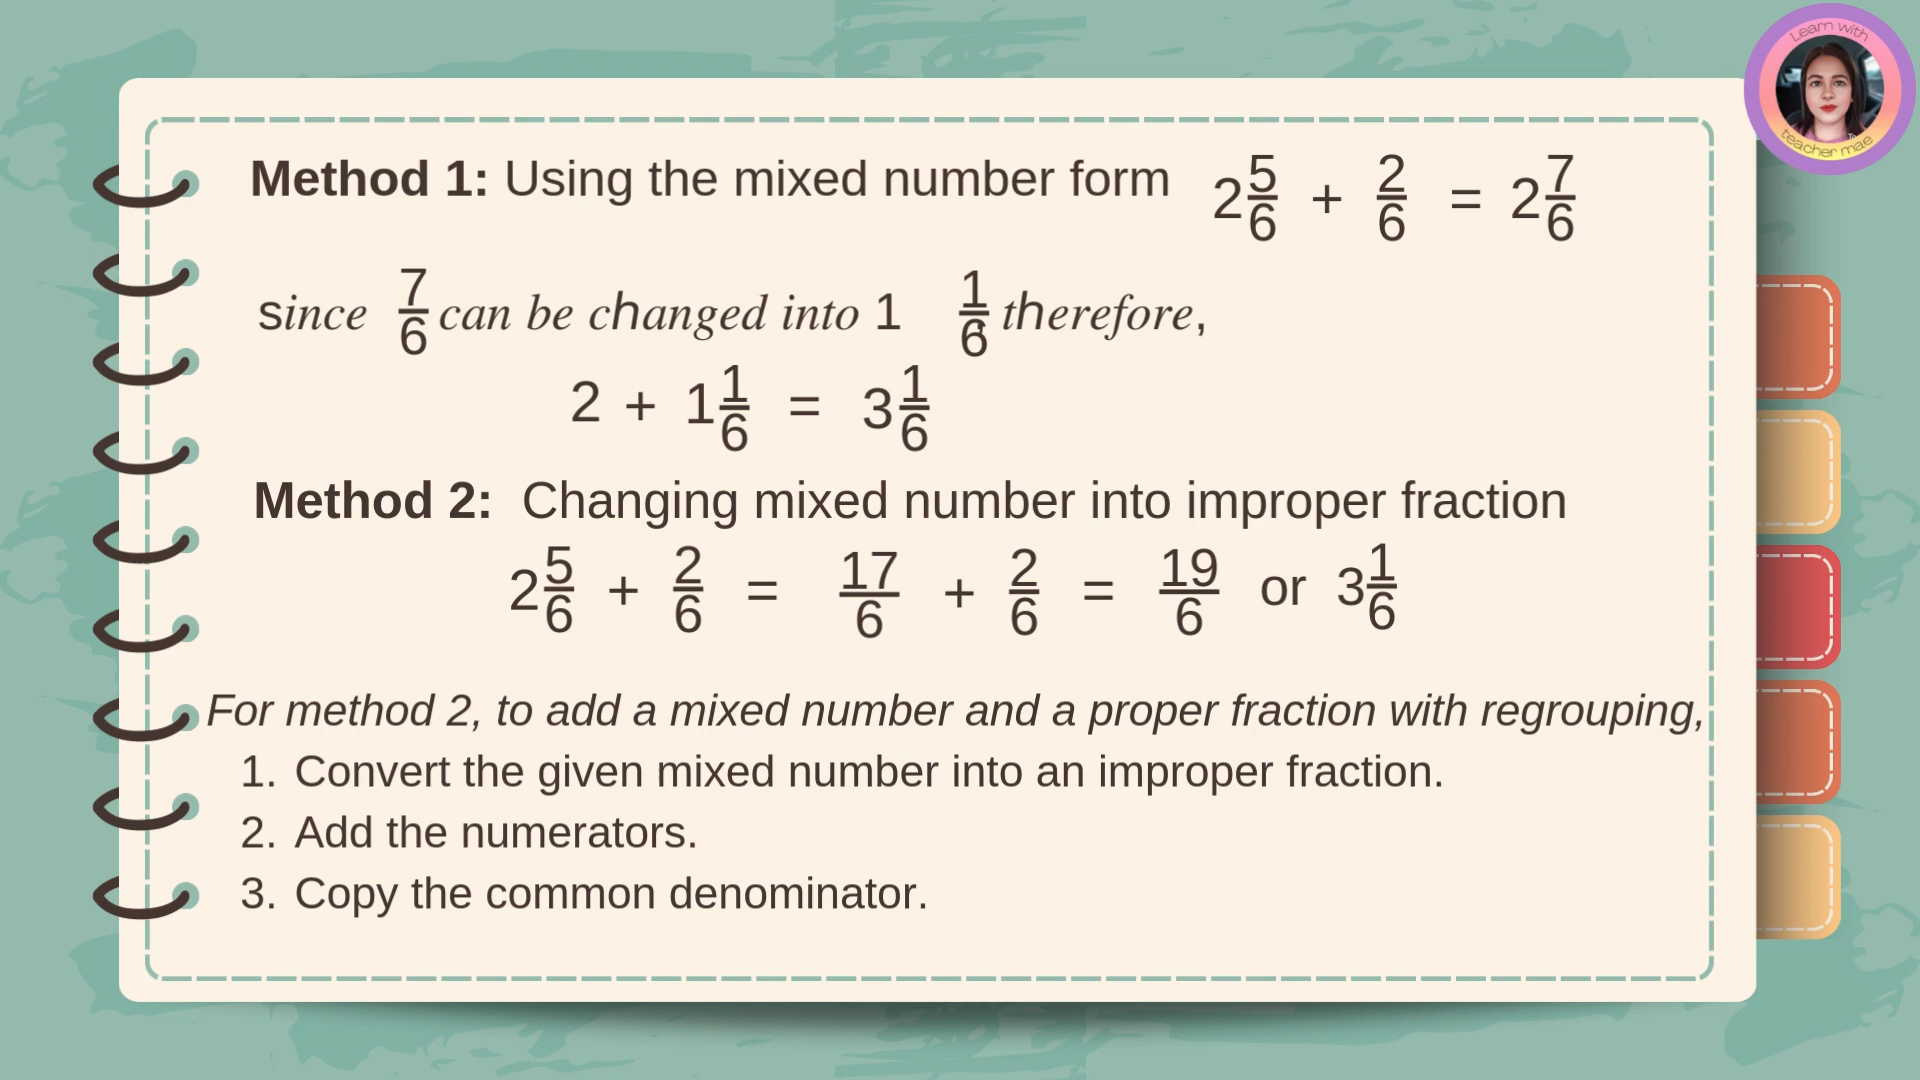 Learn with
teacher mae
Method 1: Using the mixed number form 2 5/6 + 2/6 = 2 7/6
since 7/6 can be changed into 1 1/6 therefore,
2 + 1 1/6 = 3 1/6
Method 2: Changing mixed number into improper fraction
2 5/6 + 2/6 = 17/6 + 2/6 = 19/6 or 3 1/6
For method 2, to add a mixed number and a proper fraction with regrouping,
1. Convert the given mixed number into an improper fraction.
2. Add the numerators.
3. Copy the common denominator.